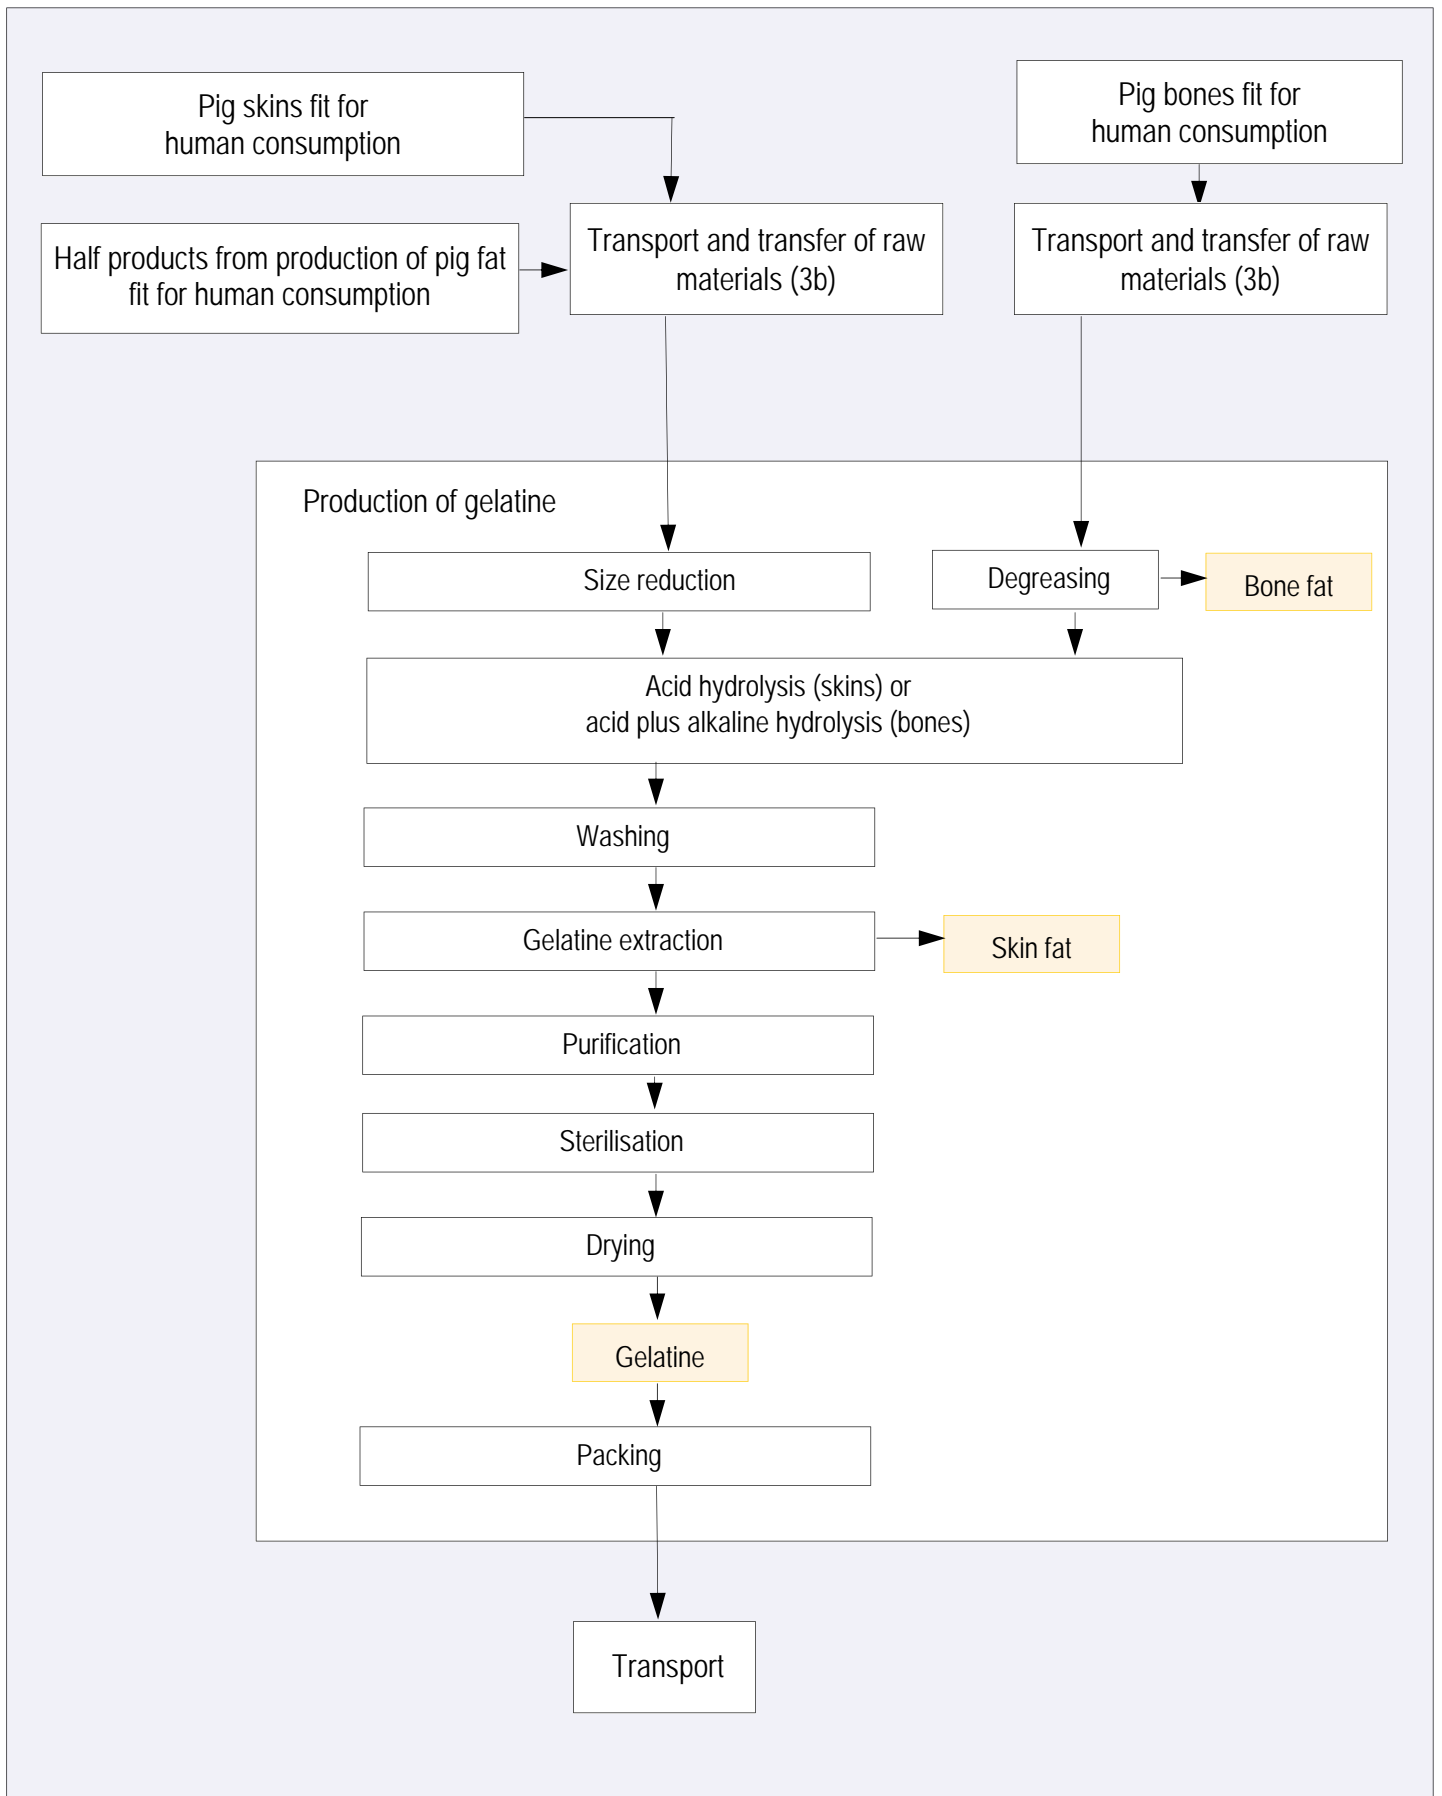 Pig skins fit for
human consumption
Pig bones fit for
human consumption
Half products from production of pig fat
fit for human consumption
Transport and transfer of raw
materials (3b)
Transport and transfer of raw
materials (3b)
Production of gelatine
Size reduction
Degreasing
Bone fat
Acid hydrolysis (skins) or
acid plus alkaline hydrolysis (bones)
Washing
Gelatine extraction
Skin fat
Purification
Sterilisation
Drying
Gelatine
Packing
Transport